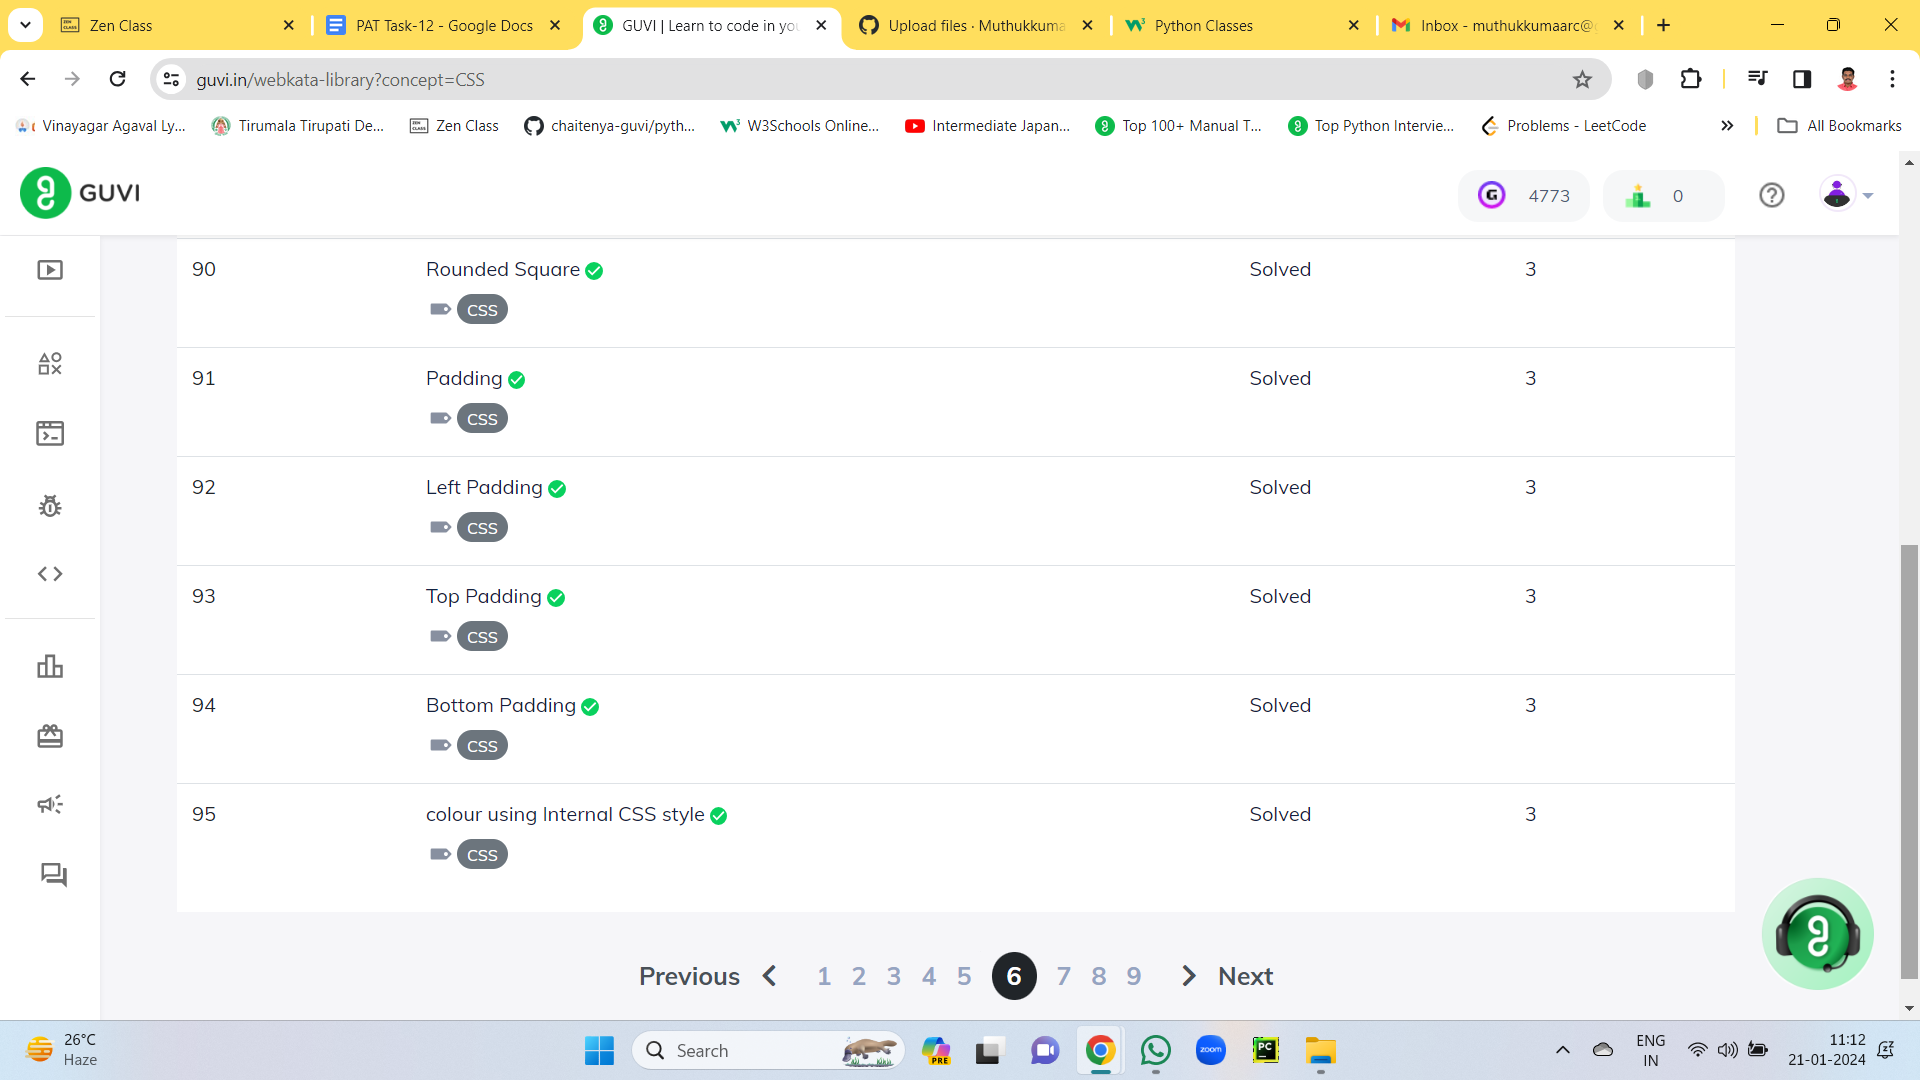 Zen Class
PAT Task-12 - Google Docs
GUVI | Learn to code in you
Upload files · Muthukkuma
Python Classes
Inbox - muthukkumaarc@g
guvi.in/webkata-library?concept=CSS
Vinayagar Agaval Ly...
Tirumala Tirupati De...
Zen Class
chaitenya-guvi/pyth...
W3Schools Online...
Intermediate Japan...
Top 100+ Manual T...
Top Python Intervie...
Problems - LeetCode
All Bookmarks
GUVI
4773
0
90 Rounded Square Solved 3
CSS
91 Padding Solved 3
CSS
92 Left Padding Solved 3
CSS
93 Top Padding Solved 3
CSS
94 Bottom Padding Solved 3
CSS
95 colour using Internal CSS style Solved 3
CSS
Previous 1 2 3 4 5 6 7 8 9 Next
26°C
Haze
Search
PRE
zoom
PC
ENG
IN
11:12
21-01-2024